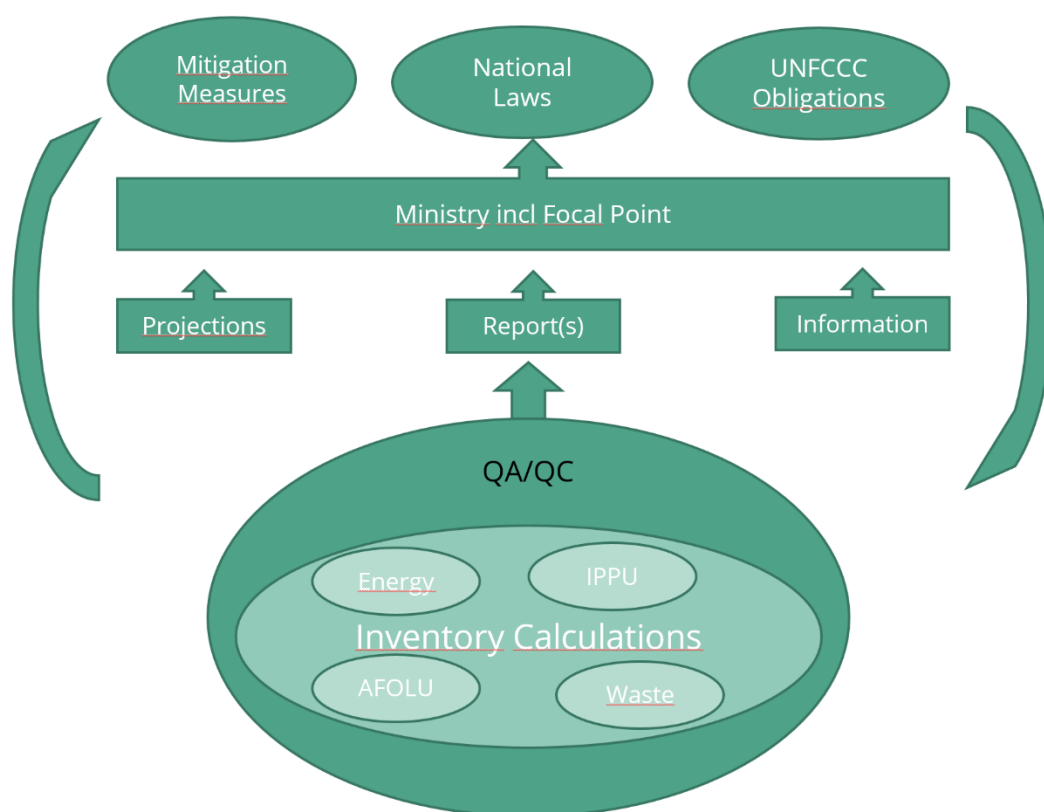 Mitigation
Measures
National
Laws
UNFCCC
Obligations
Ministry incl Focal Point
Projections
Report(s)
Information
QA/QC
Energy
IPPU
Inventory Calculations
AFOLU
Waste